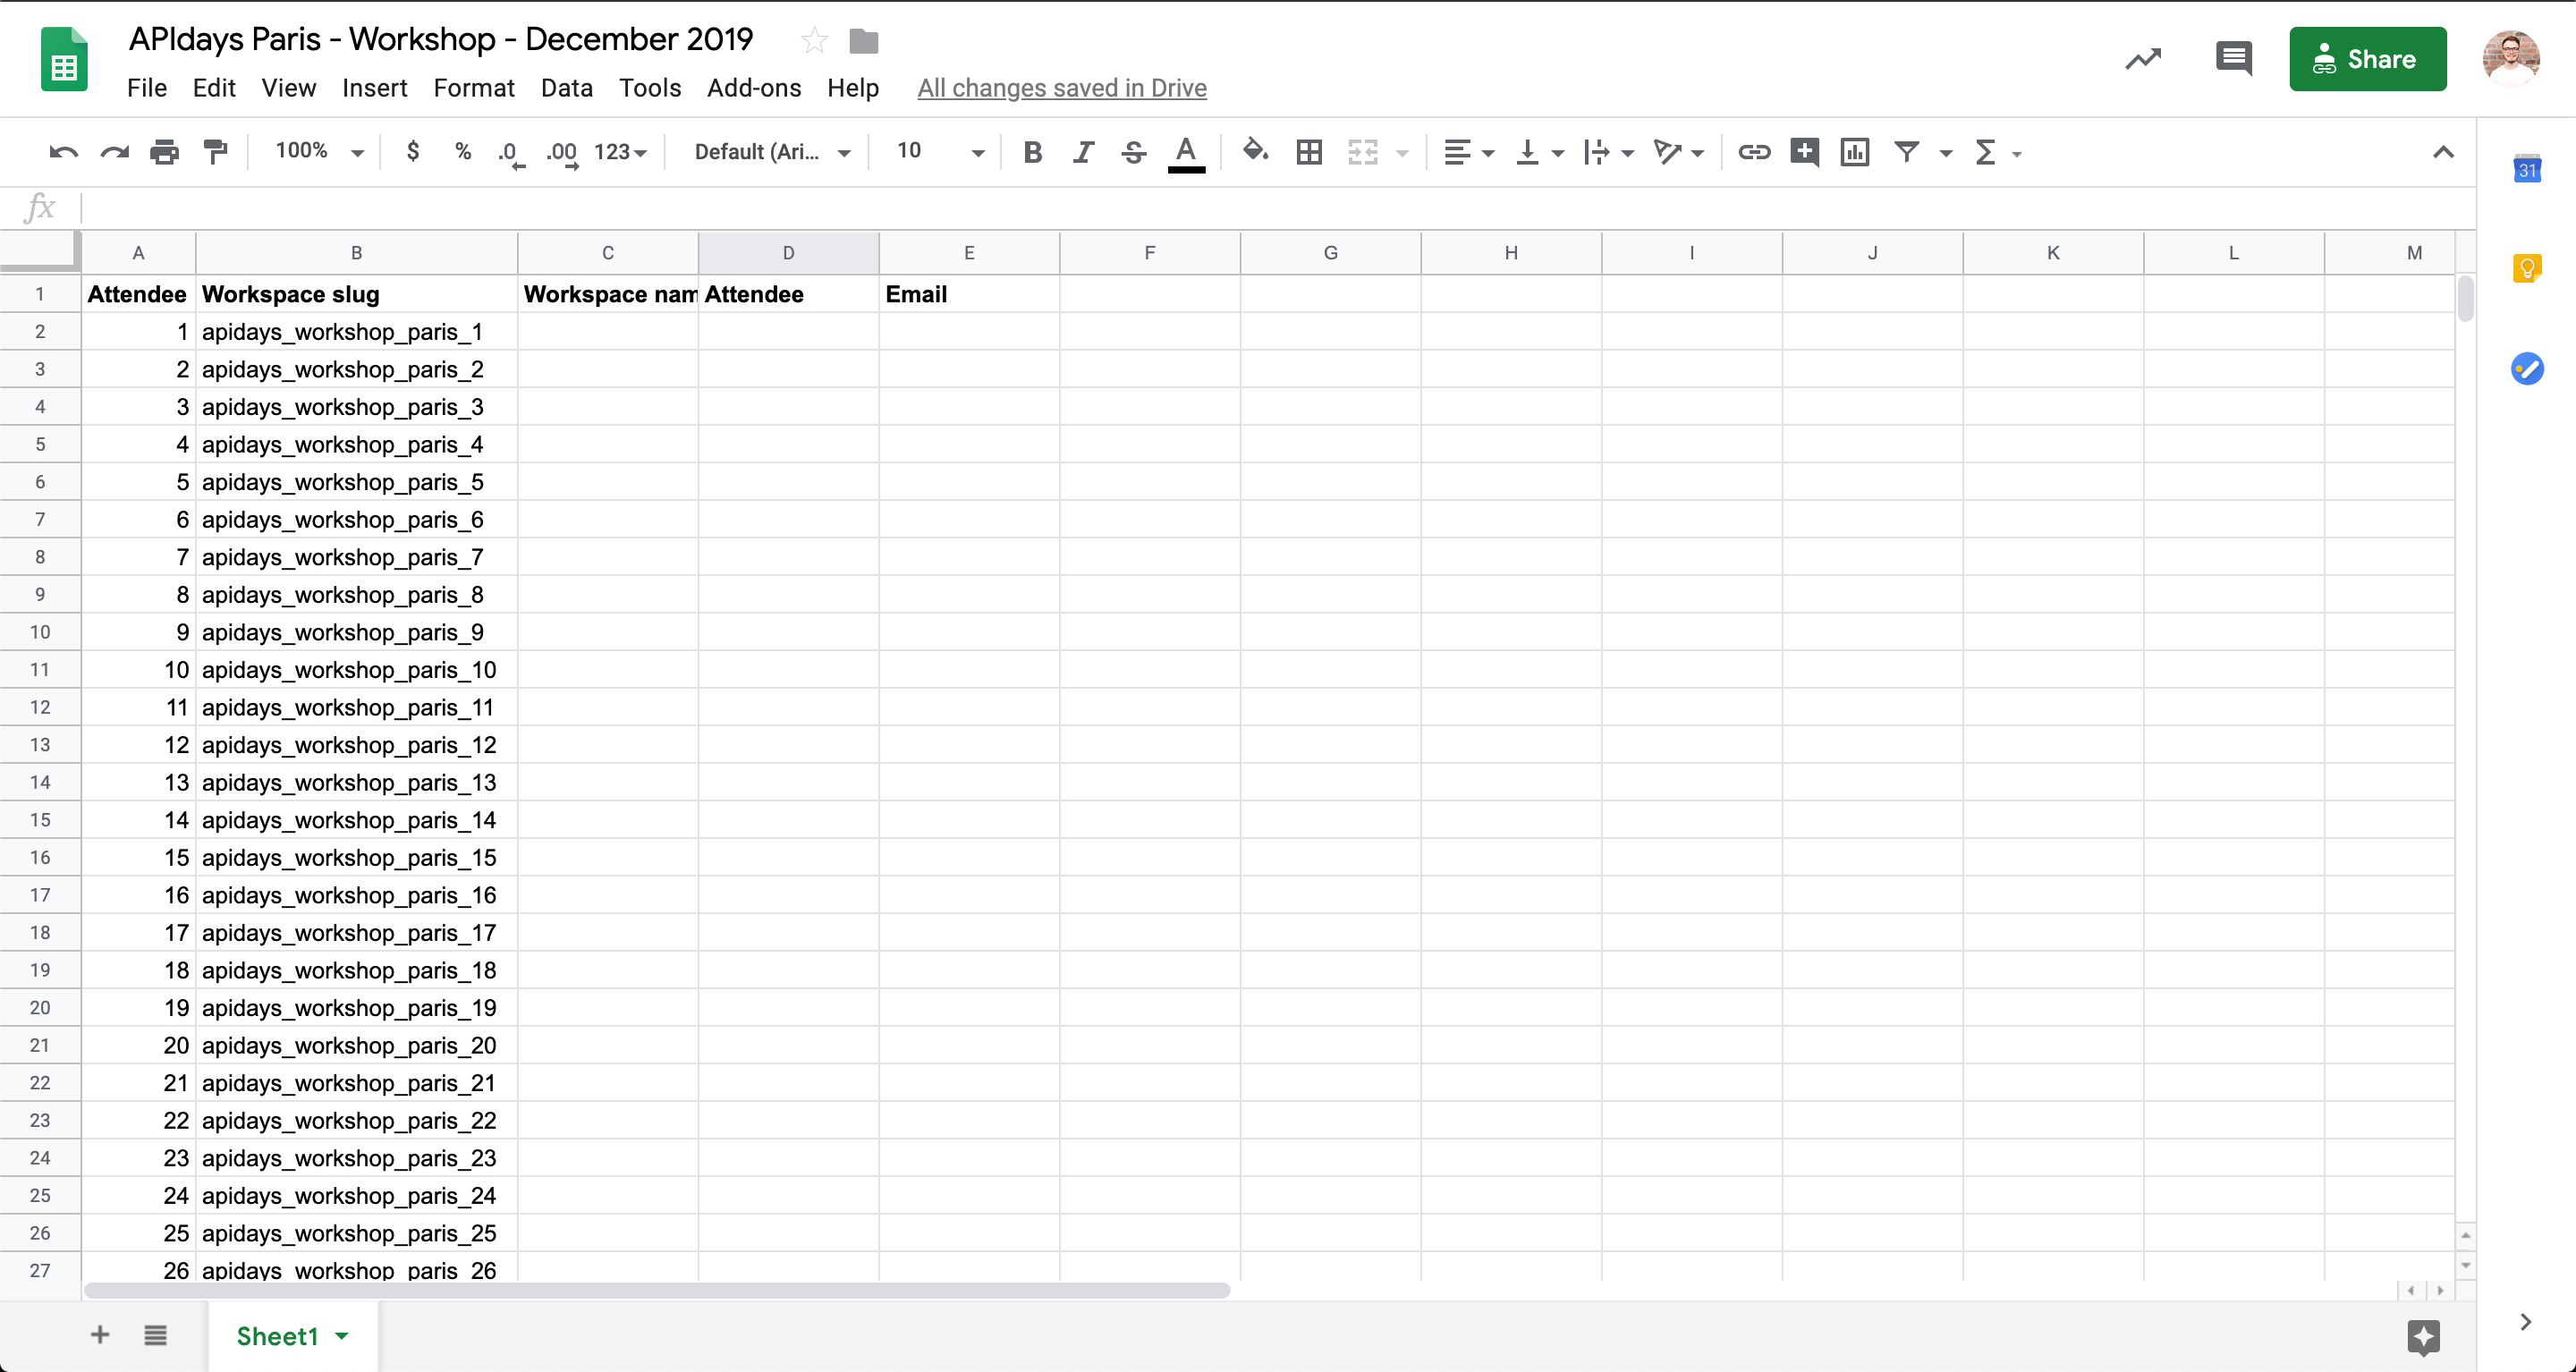 APIdays Paris - Workshop - December 2019
File Edit View Insert Format Data Tools Add-ons Help All changes saved in Drive
Share
100% $ % .0 .00 123 Default (Ari... 10 B I S A
31
fx
A B C D E F G H I J K L M
1 Attendee Workspace slug Workspace nam Attendee Email
2 1 apidays_workshop_paris_1
3 2 apidays_workshop_paris_2
4 3 apidays_workshop_paris_3
5 4 apidays_workshop_paris_4
6 5 apidays_workshop_paris_5
7 6 apidays_workshop_paris_6
8 7 apidays_workshop_paris_7
9 8 apidays_workshop_paris_8
10 9 apidays_workshop_paris_9
11 10 apidays_workshop_paris_10
12 11 apidays_workshop_paris_11
13 12 apidays_workshop_paris_12
14 13 apidays_workshop_paris_13
15 14 apidays_workshop_paris_14
16 15 apidays_workshop_paris_15
17 16 apidays_workshop_paris_16
18 17 apidays_workshop_paris_17
19 18 apidays_workshop_paris_18
20 19 apidays_workshop_paris_19
21 20 apidays_workshop_paris_20
22 21 apidays_workshop_paris_21
23 22 apidays_workshop_paris_22
24 23 apidays_workshop_paris_23
25 24 apidays_workshop_paris_24
26 25 apidays_workshop_paris_25
27 26 apidays_workshop_paris_26
Sheet1